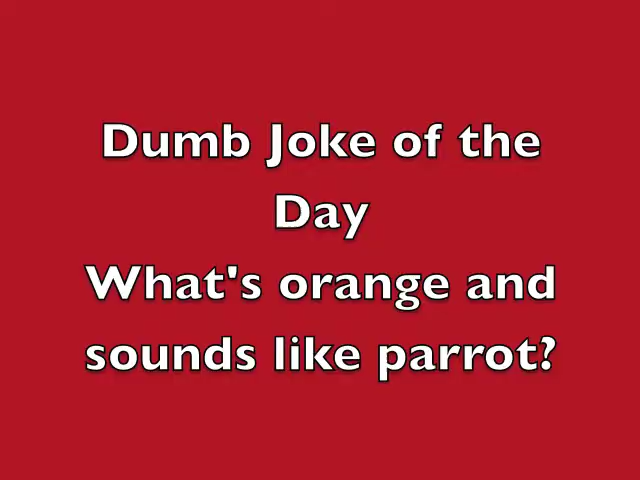 Dumb Joke of the
Day
What's orange and
sounds like parrot?